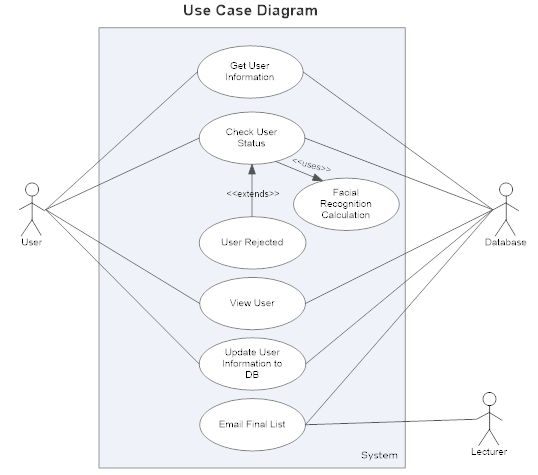 Use Case Diagram
Get User
Information
Check User
Status
<<uses>>
<<extends>>
Facial
Recognition
Calculation
User
Database
User Rejected
View User
Update User
Information to
DB
Email Final List
System
Lecturer